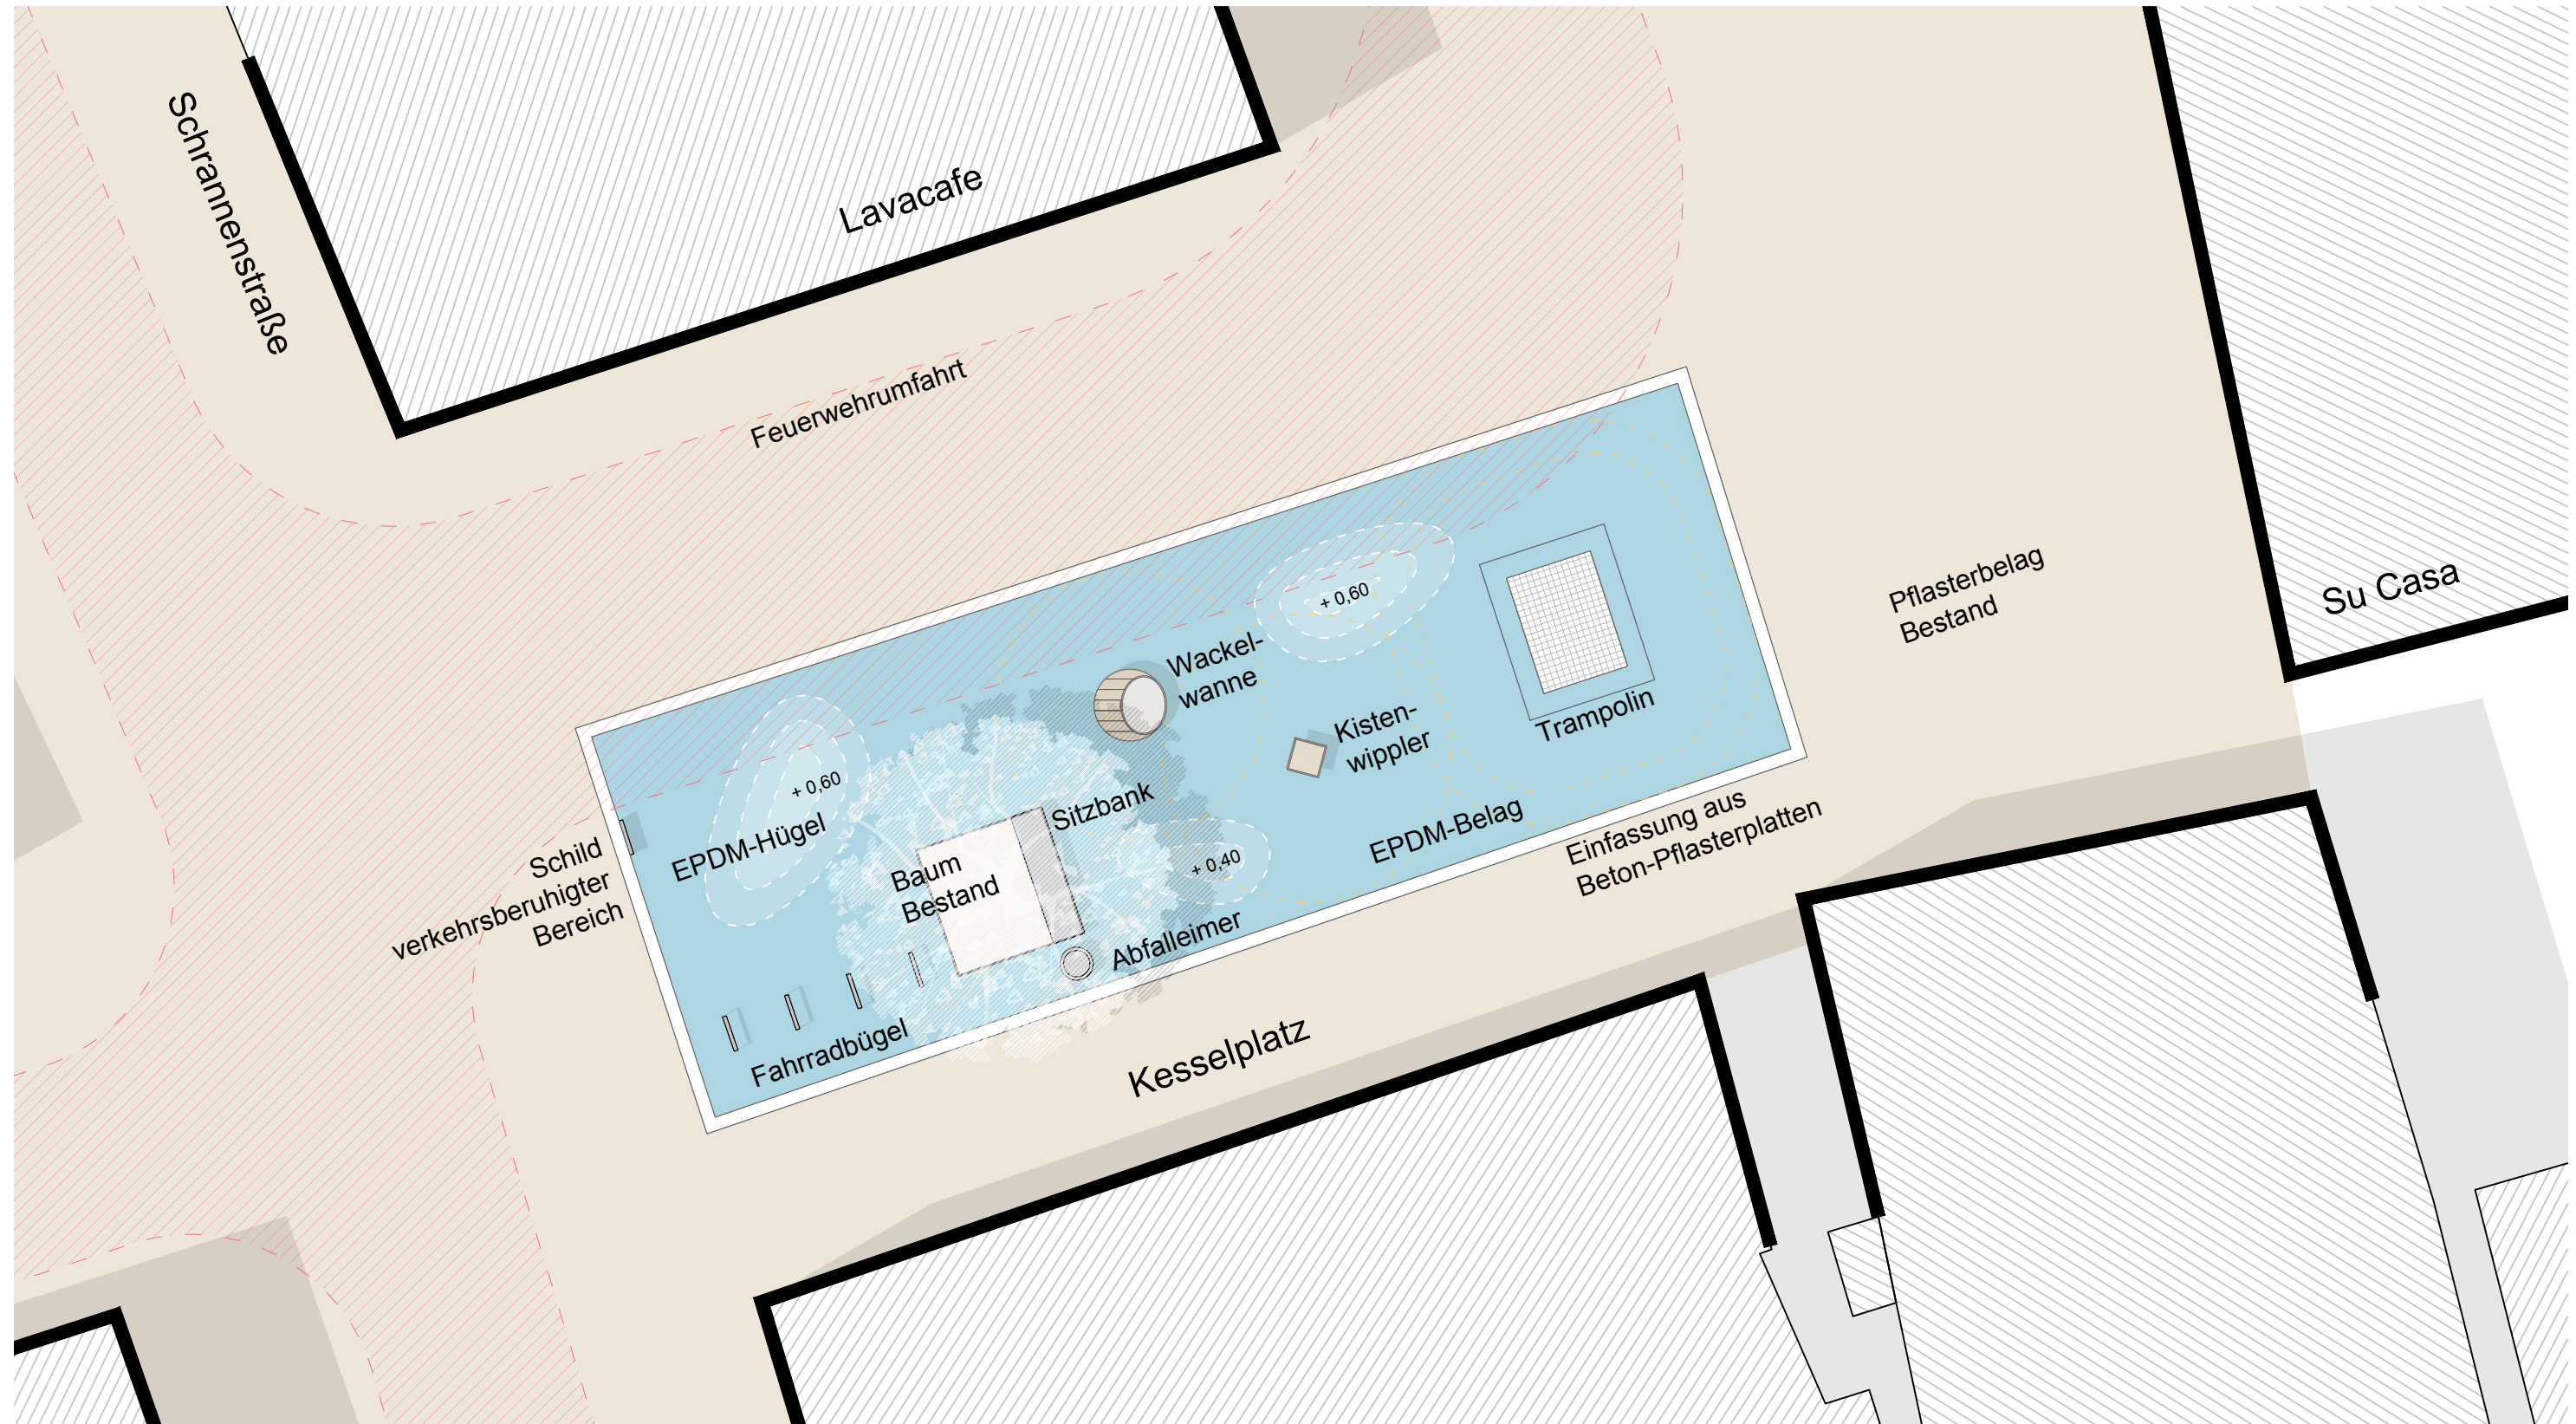 Schrannenstraße
Lavacafe
Feuerwehrumfahrt
Pflasterbelag
Bestand
Su Casa
+ 0,60
Wackel-
wanne
Kisten-
wippler
Trampolin
+ 0,60
EPDM-Hügel
Sitzbank
Schild
verkehrsberuhigter
Bereich
Baum
Bestand
+ 0,40
EPDM-Belag
Einfassung aus
Beton-Pflasterplatten
Abfalleimer
Fahrradbügel
Kesselplatz